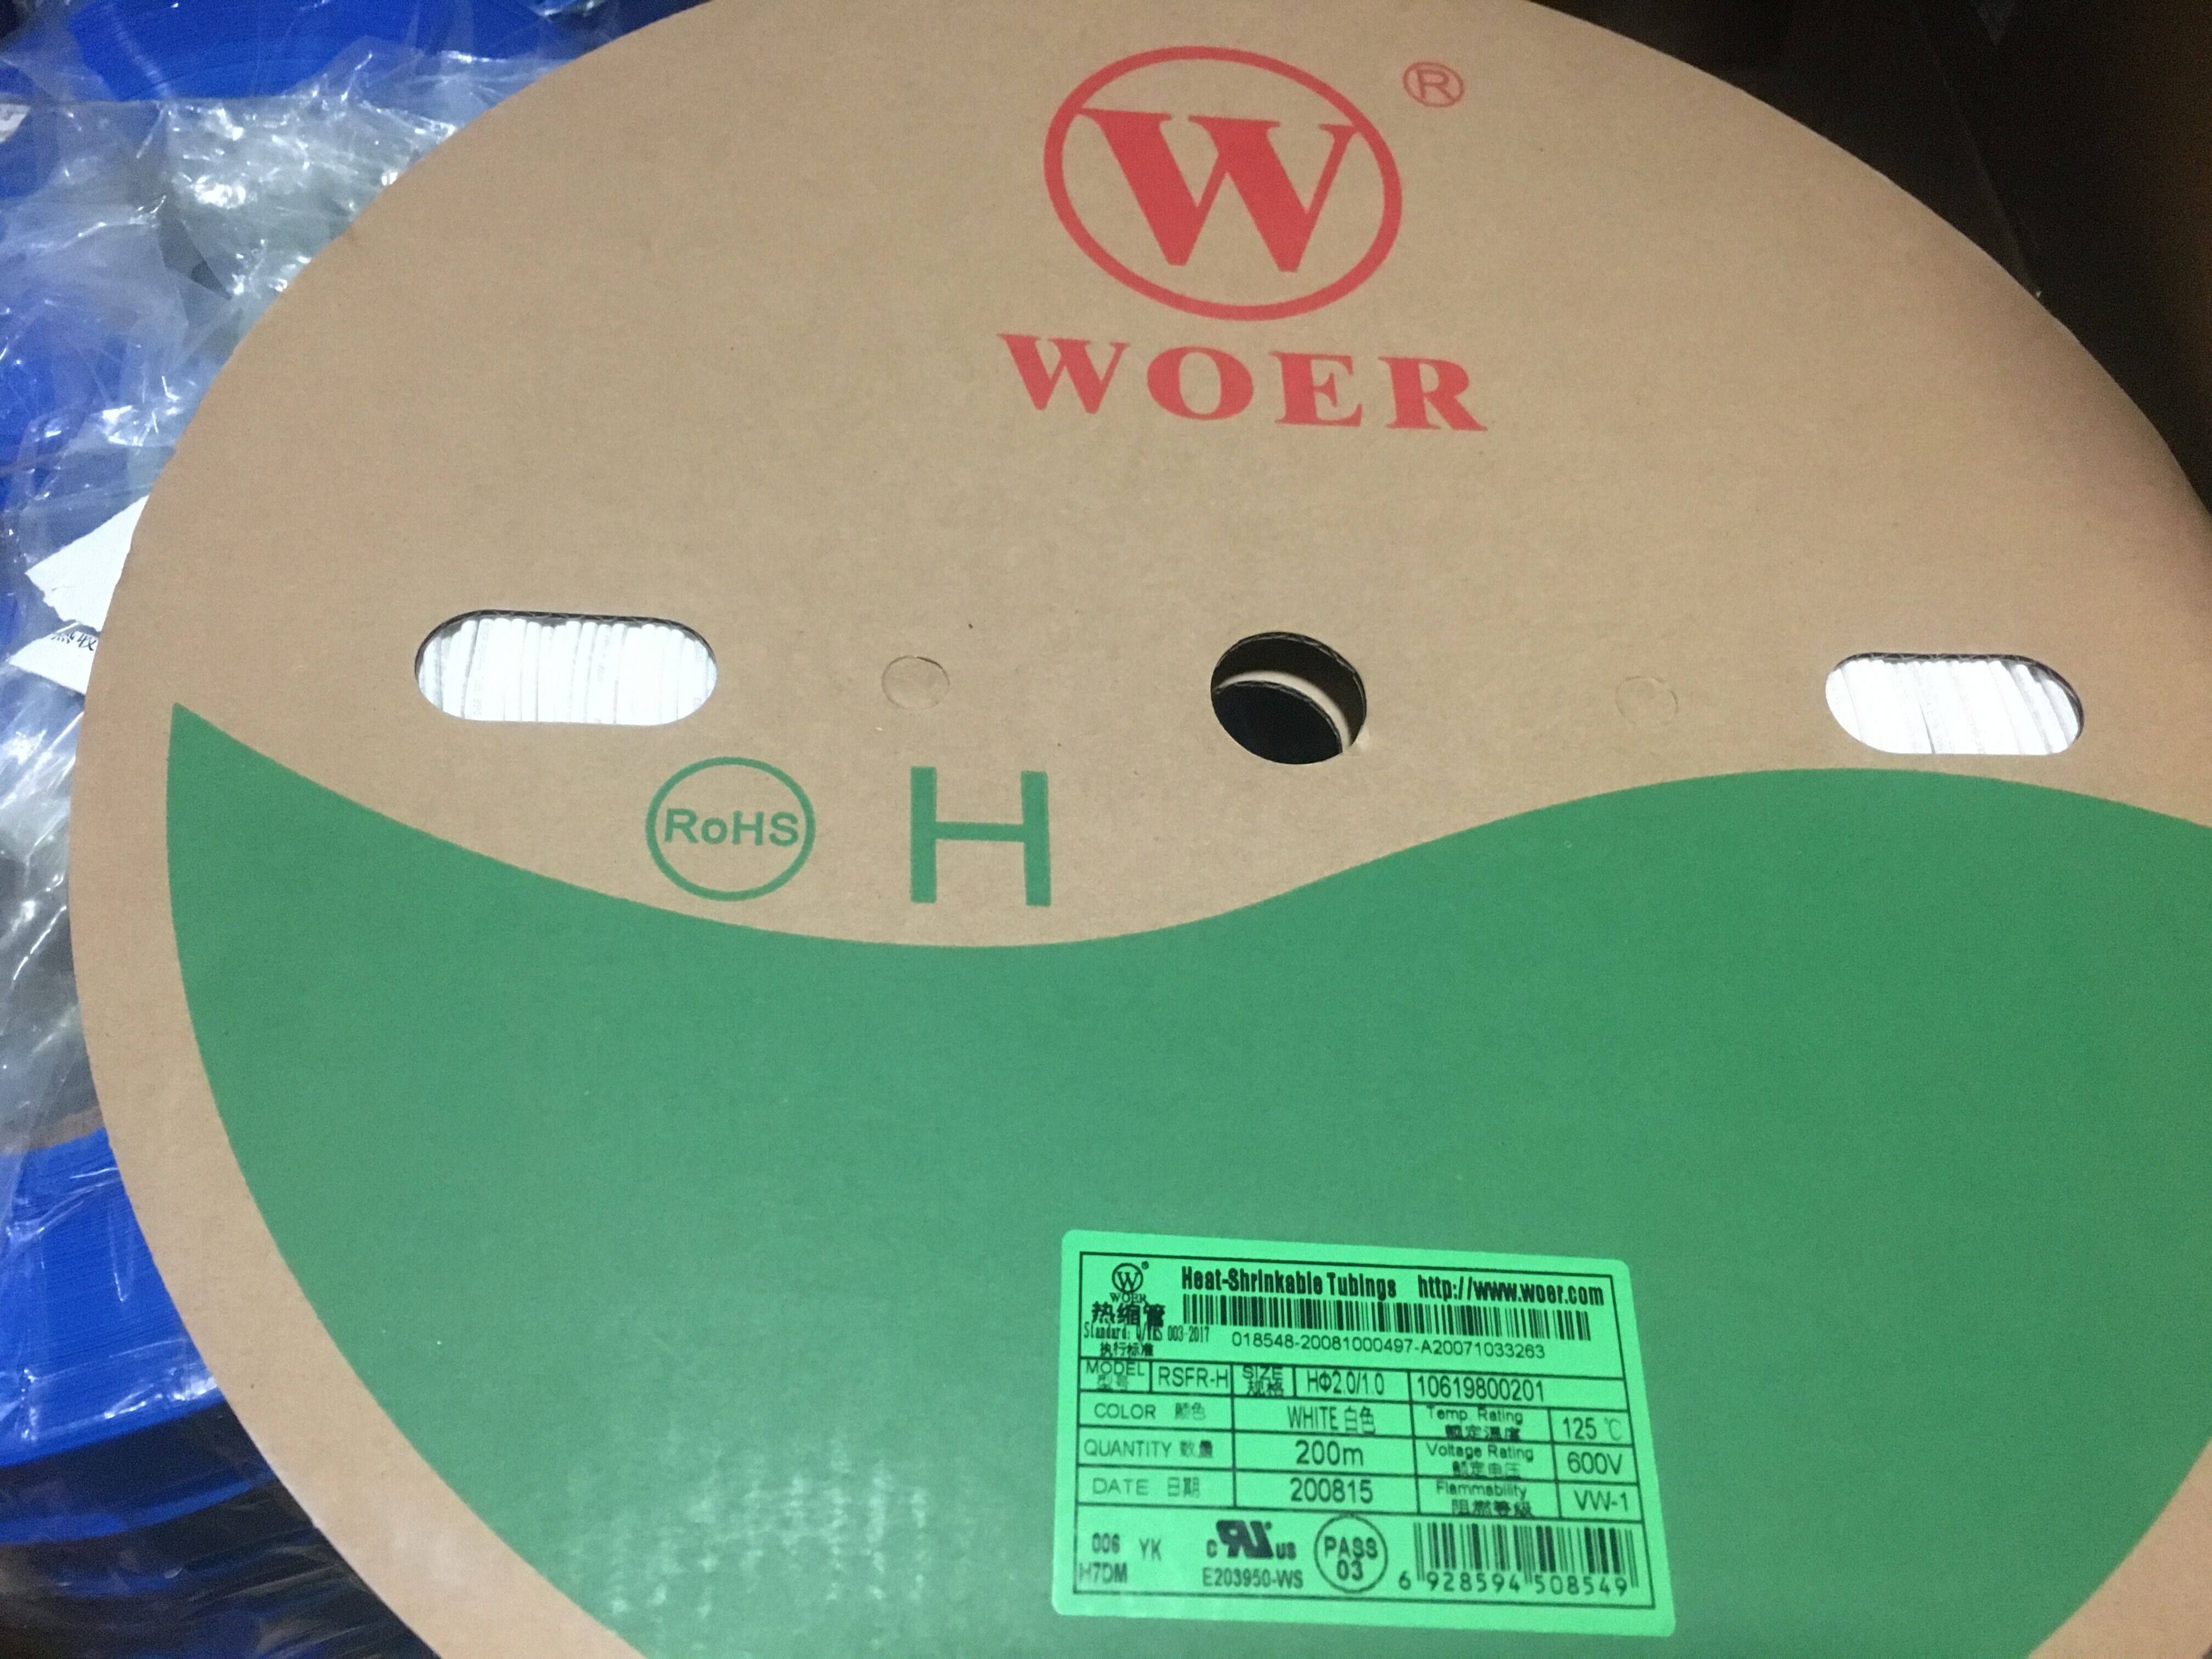 W ®
WOER
RoHS H
W ® Heat-Shrinkable Tubings http://www.woer.com
WOER
热缩管
Standard: Q/WRS 003-2017 018548-20081000497-A20071033263
执行标准
MODEL 型号 RSFR-H SIZE 规格 HΦ2.0/1.0 10619800201
COLOR 颜色 WHITE 白色 Temp. Rating 额定温度 125℃
QUANTITY 数量 200m Voltage Rating 额定电压 600V
DATE 日期 200815 Flammability 阻燃等级 VW-1
006 YK c RU us PASS
H7DM E203950-WS 03 6 928594 508549